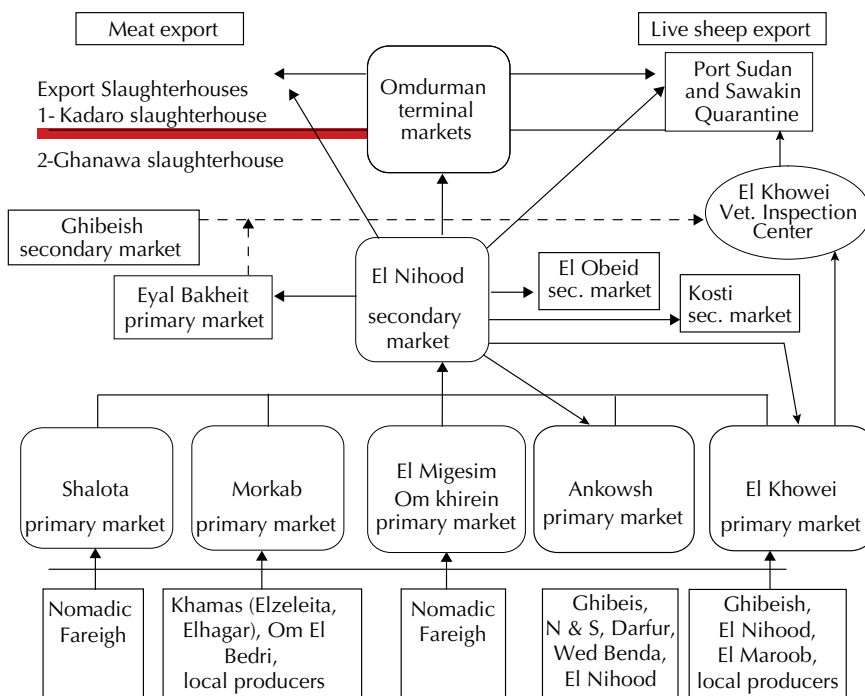 Meat export
Live sheep export
Export Slaughterhouses
1- Kadaro slaughterhouse
2-Ghanawa slaughterhouse
Omdurman
terminal
markets
Port Sudan
and Sawakin
Quarantine
Ghibeish
secondary market
El Khowei
Vet. Inspection
Center
Eyal Bakheit
primary market
El Nihood
secondary
market
El Obeid
sec. market
Kosti
sec. market
Shalota
primary market
Morkab
primary market
El Migesim
Om khirein
primary market
Ankowsh
primary market
El Khowei
primary market
Nomadic
Fareigh
Khamas (Elzeleita,
Elhagar), Om El
Bedri,
local producers
Nomadic
Fareigh
Ghibeis,
N & S, Darfur,
Wed Benda,
El Nihood
Ghibeish,
El Nihood,
El Maroob,
local producers